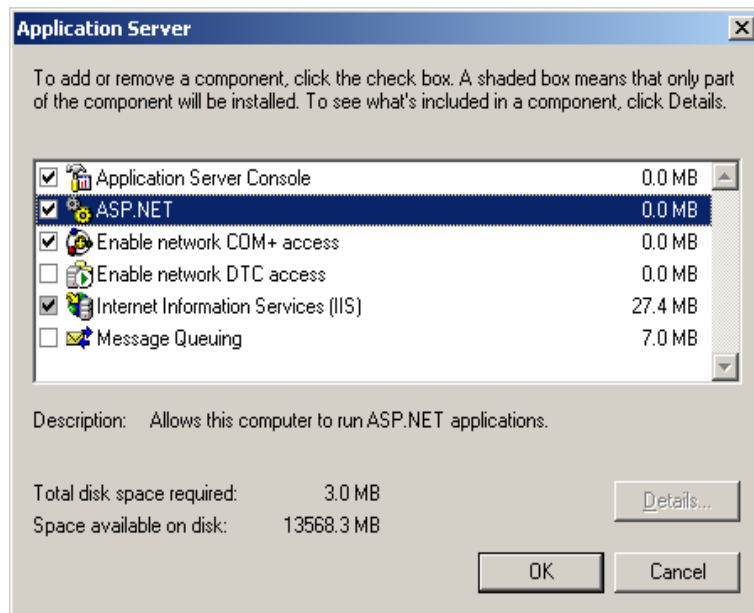 Application Server
To add or remove a component, click the check box. A shaded box means that only part
of the component will be installed. To see what's included in a component, click Details.
Application Server Console 0.0 MB
ASP.NET 0.0 MB
Enable network COM+ access 0.0 MB
Enable network DTC access 0.0 MB
Internet Information Services (IIS) 27.4 MB
Message Queuing 7.0 MB
Description: Allows this computer to run ASP.NET applications.
Total disk space required: 3.0 MB
Space available on disk: 13568.3 MB
Details...
OK Cancel